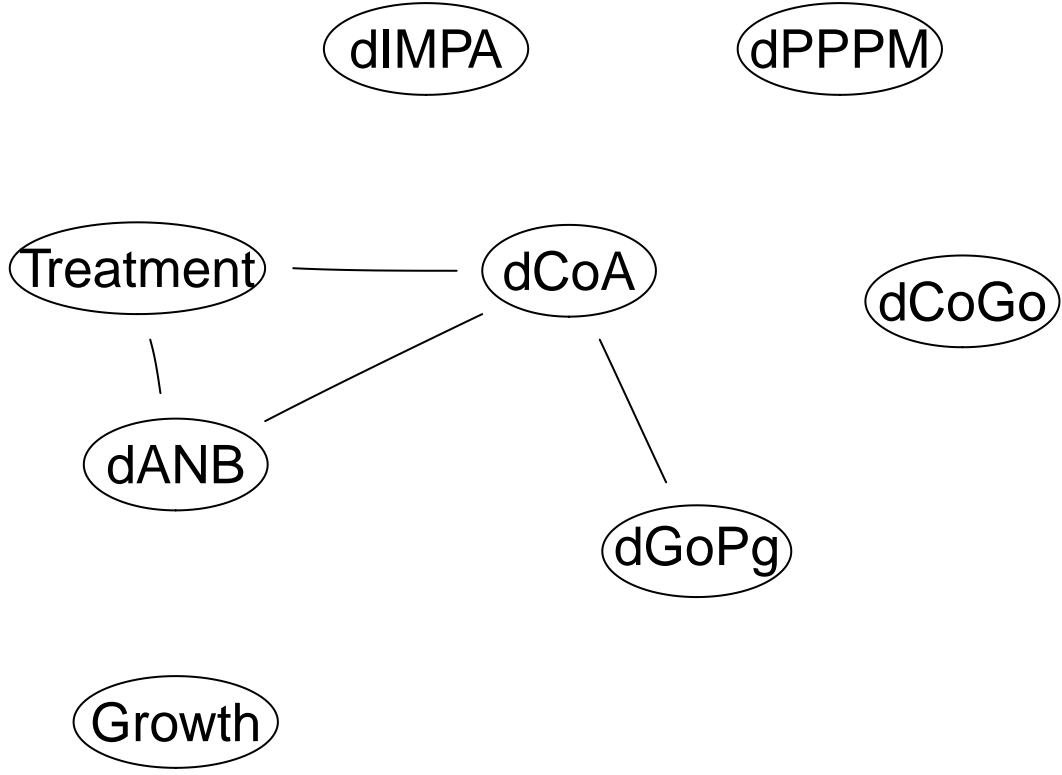 dIMPA
dPPPM
Treatment
dCoA
dCoGo
dANB
dGoPg
Growth